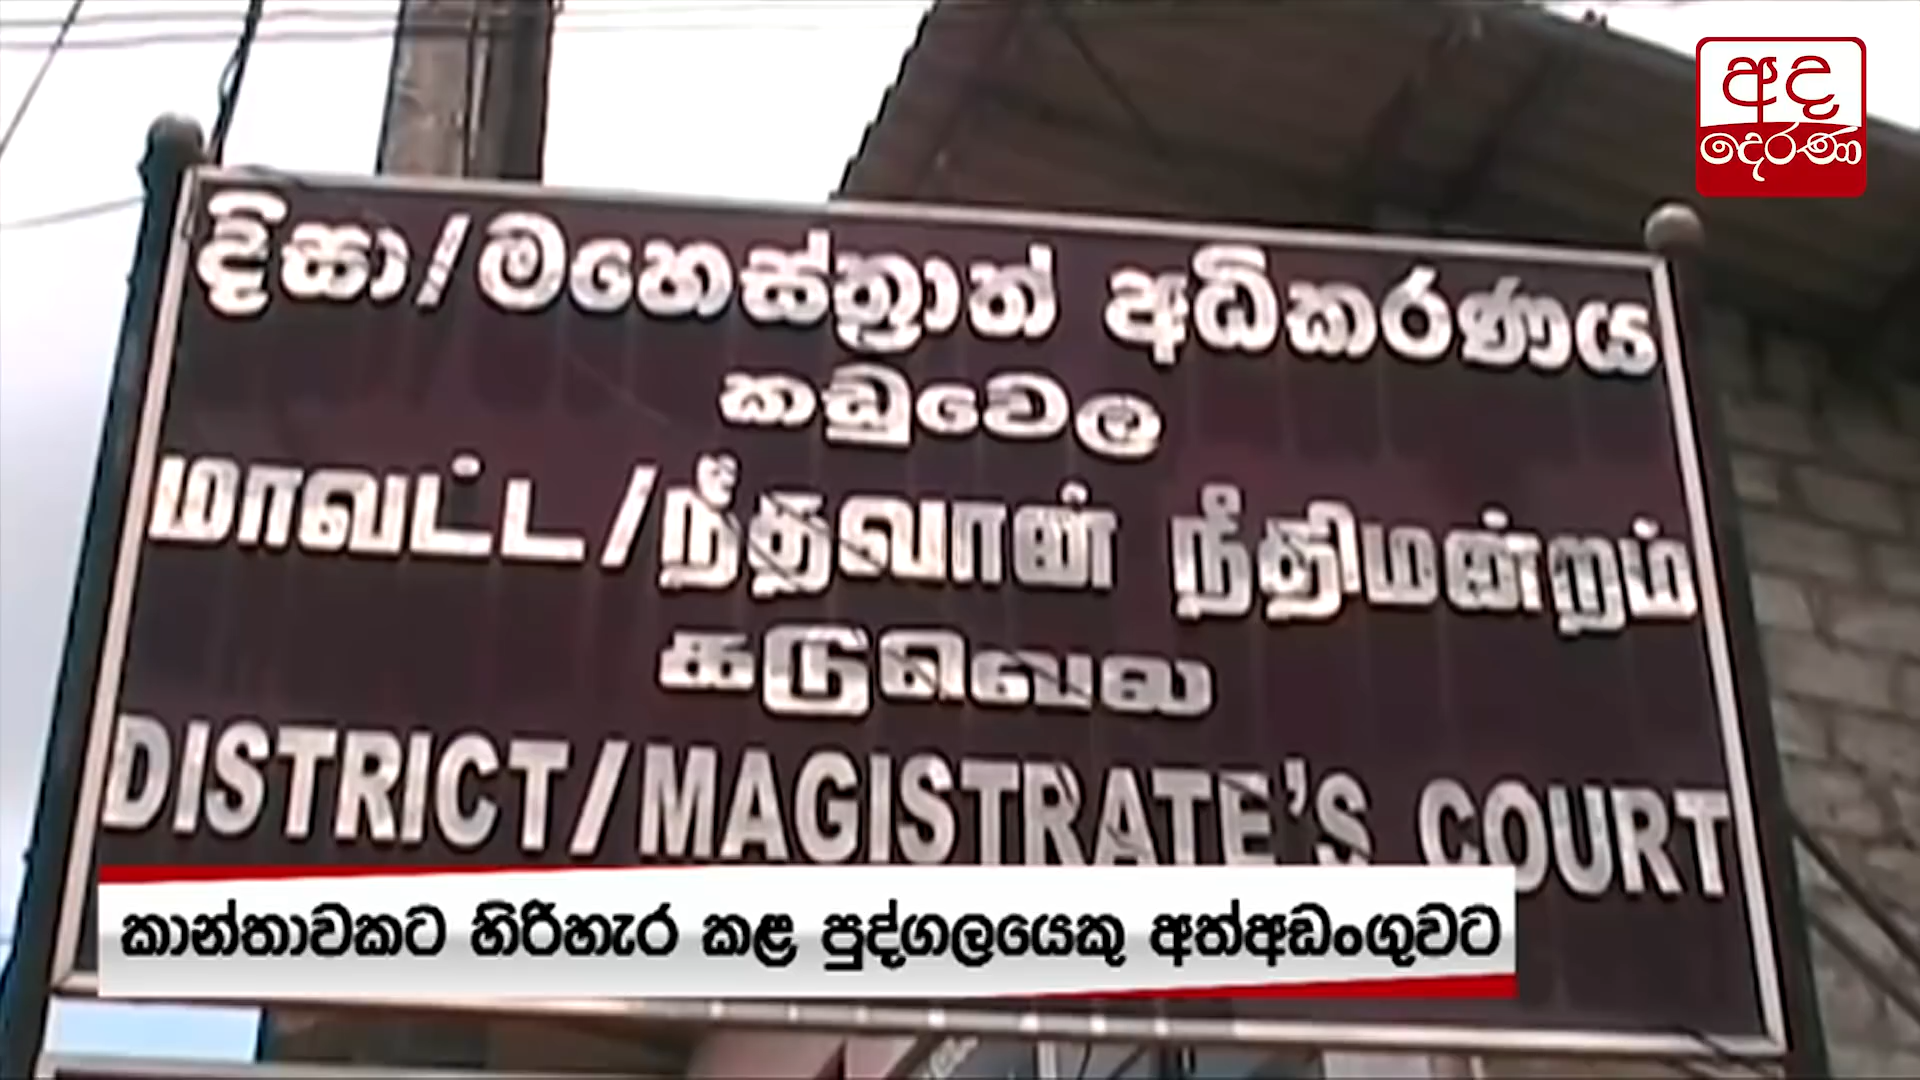 අද
දෙරණ
දිසා/මහෙස්ත්‍රාත් අධිකරණය
කඩුවෙල
மாவட்ட/நீதவான் நீதிமன்றம்
கடுவெல
DISTRICT/MAGISTRATE'S COURT
කාන්තාවකට හිරිහැර කළ පුද්ගලයෙකු අත්අඩංගුවට